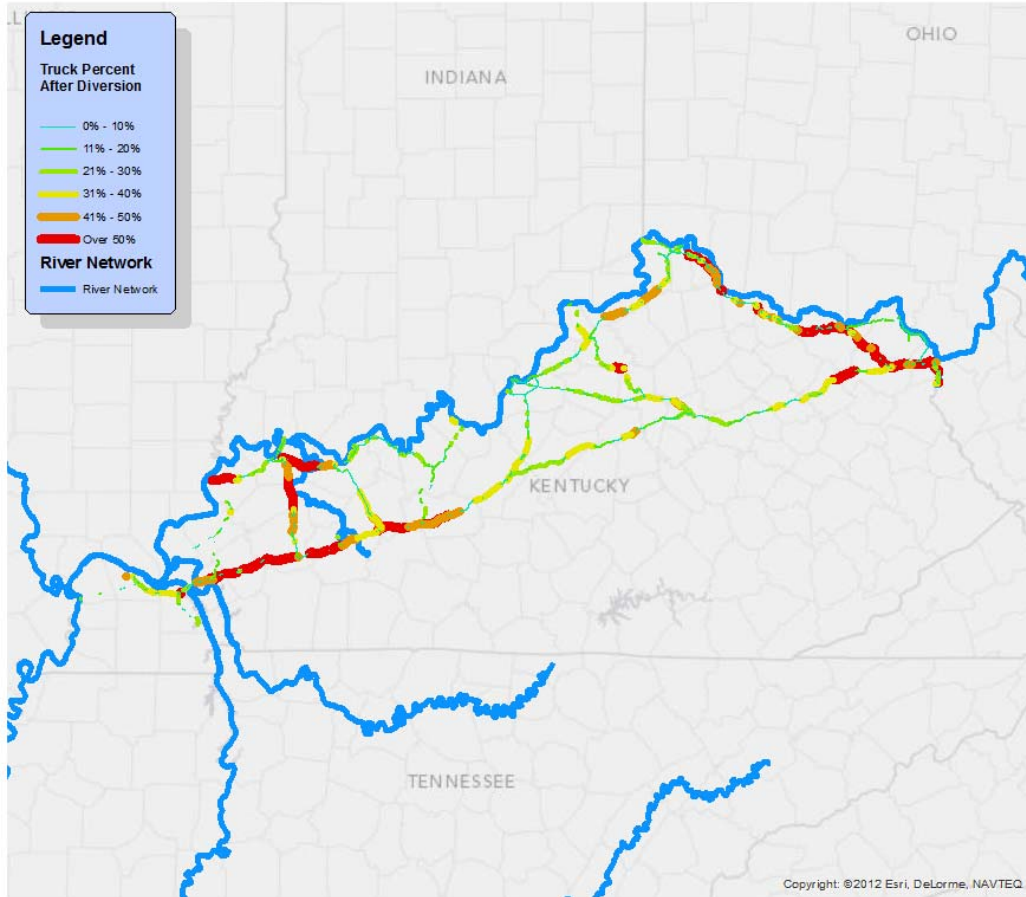 Legend
Truck Percent
After Diversion
0% - 10%
11% - 20%
21% - 30%
31% - 40%
41% - 50%
Over 50%
River Network
River Network
OHIO
INDIANA
KENTUCKY
TENNESSEE
Copyright: ©2012 Esri, DeLorme, NAVTEQ